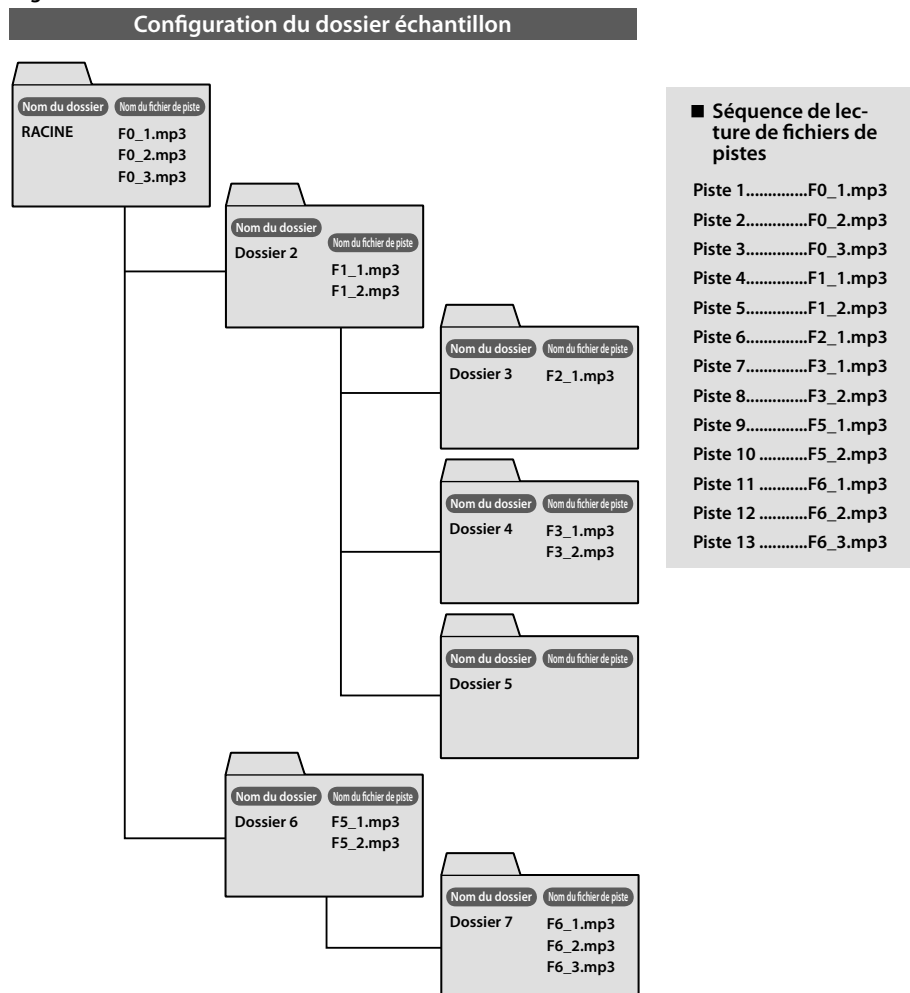 Configuration du dossier échantillon
Nom du dossier Nom du fichier de piste
RACINE F0_1.mp3
F0_2.mp3
F0_3.mp3
Nom du dossier
Nom du fichier de piste
Dossier 2
F1_1.mp3
F1_2.mp3
Nom du dossier Nom du fichier de piste
Dossier 3 F2_1.mp3
Nom du dossier Nom du fichier de piste
Dossier 4 F3_1.mp3
F3_2.mp3
Nom du dossier Nom du fichier de piste
Dossier 5
Nom du dossier Nom du fichier de piste
Dossier 6 F5_1.mp3
F5_2.mp3
Nom du dossier Nom du fichier de piste
Dossier 7 F6_1.mp3
F6_2.mp3
F6_3.mp3
■ Séquence de lec-
ture de fichiers de
pistes
Piste 1..............F0_1.mp3
Piste 2..............F0_2.mp3
Piste 3..............F0_3.mp3
Piste 4..............F1_1.mp3
Piste 5..............F1_2.mp3
Piste 6..............F2_1.mp3
Piste 7..............F3_1.mp3
Piste 8..............F3_2.mp3
Piste 9..............F5_1.mp3
Piste 10 ...........F5_2.mp3
Piste 11 ...........F6_1.mp3
Piste 12 ...........F6_2.mp3
Piste 13 ...........F6_3.mp3